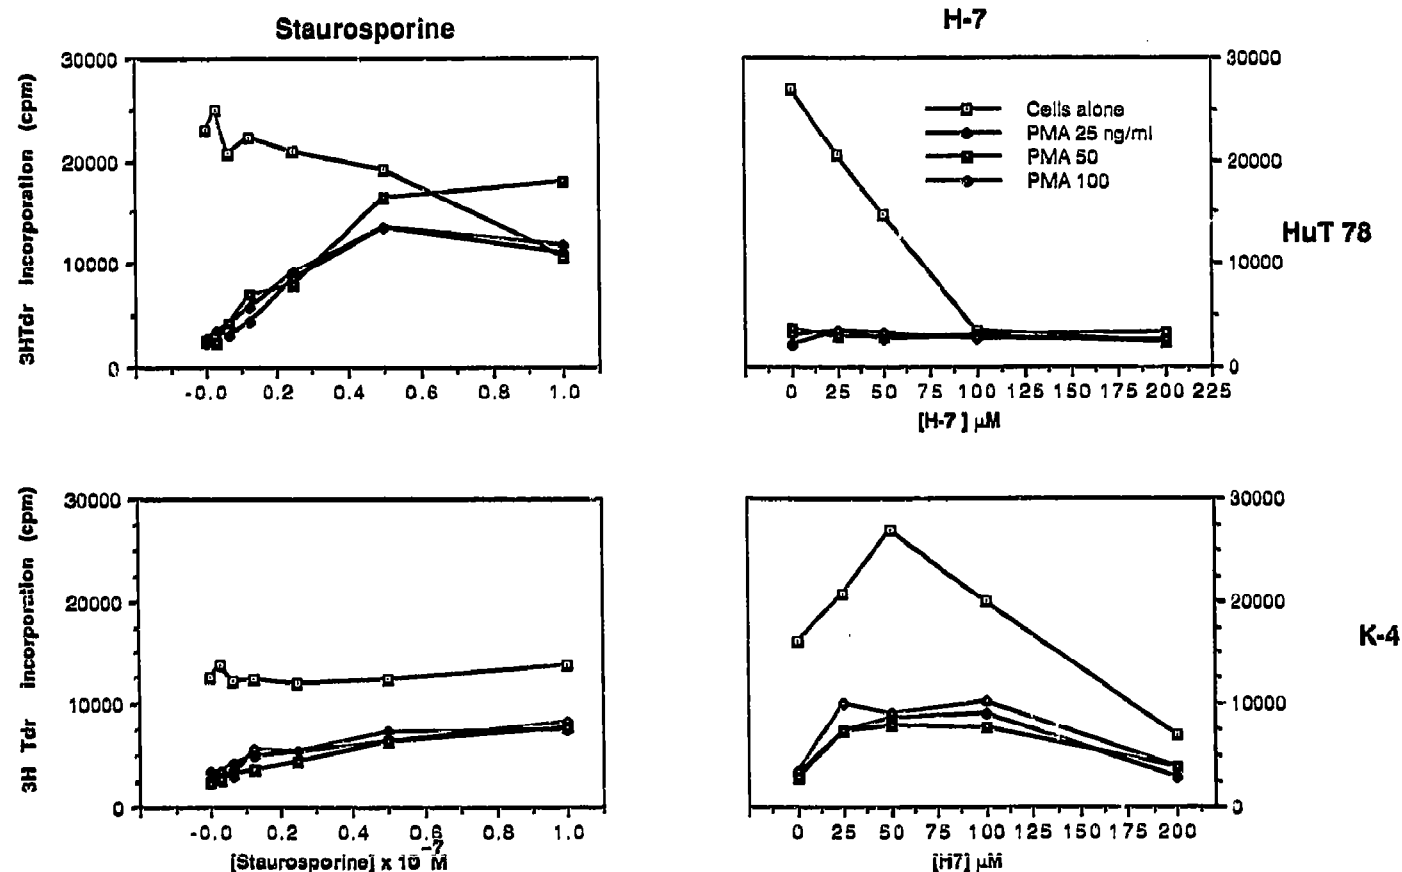 Staurosporine
H-7
3HTdr incorporation (cpm)
30000
20000
10000
0
-0.0 0.2 0.4 0.6 0.8 1.0
30000
20000
10000
0
Cells alone
PMA 25 ng/ml
PMA 50
PMA 100
HuT 78
0 25 50 75 100 125 150 175 200 225
[H-7 ] µM
3H Tdr incorporation (cpm)
30000
20000
10000
0
-0.0 0.2 0.4 0.6 0.8 1.0
[Staurosporine] x 10⁻⁷ M
30000
20000
10000
0
K-4
0 25 50 75 100 125 150 175 200
[H7] µM